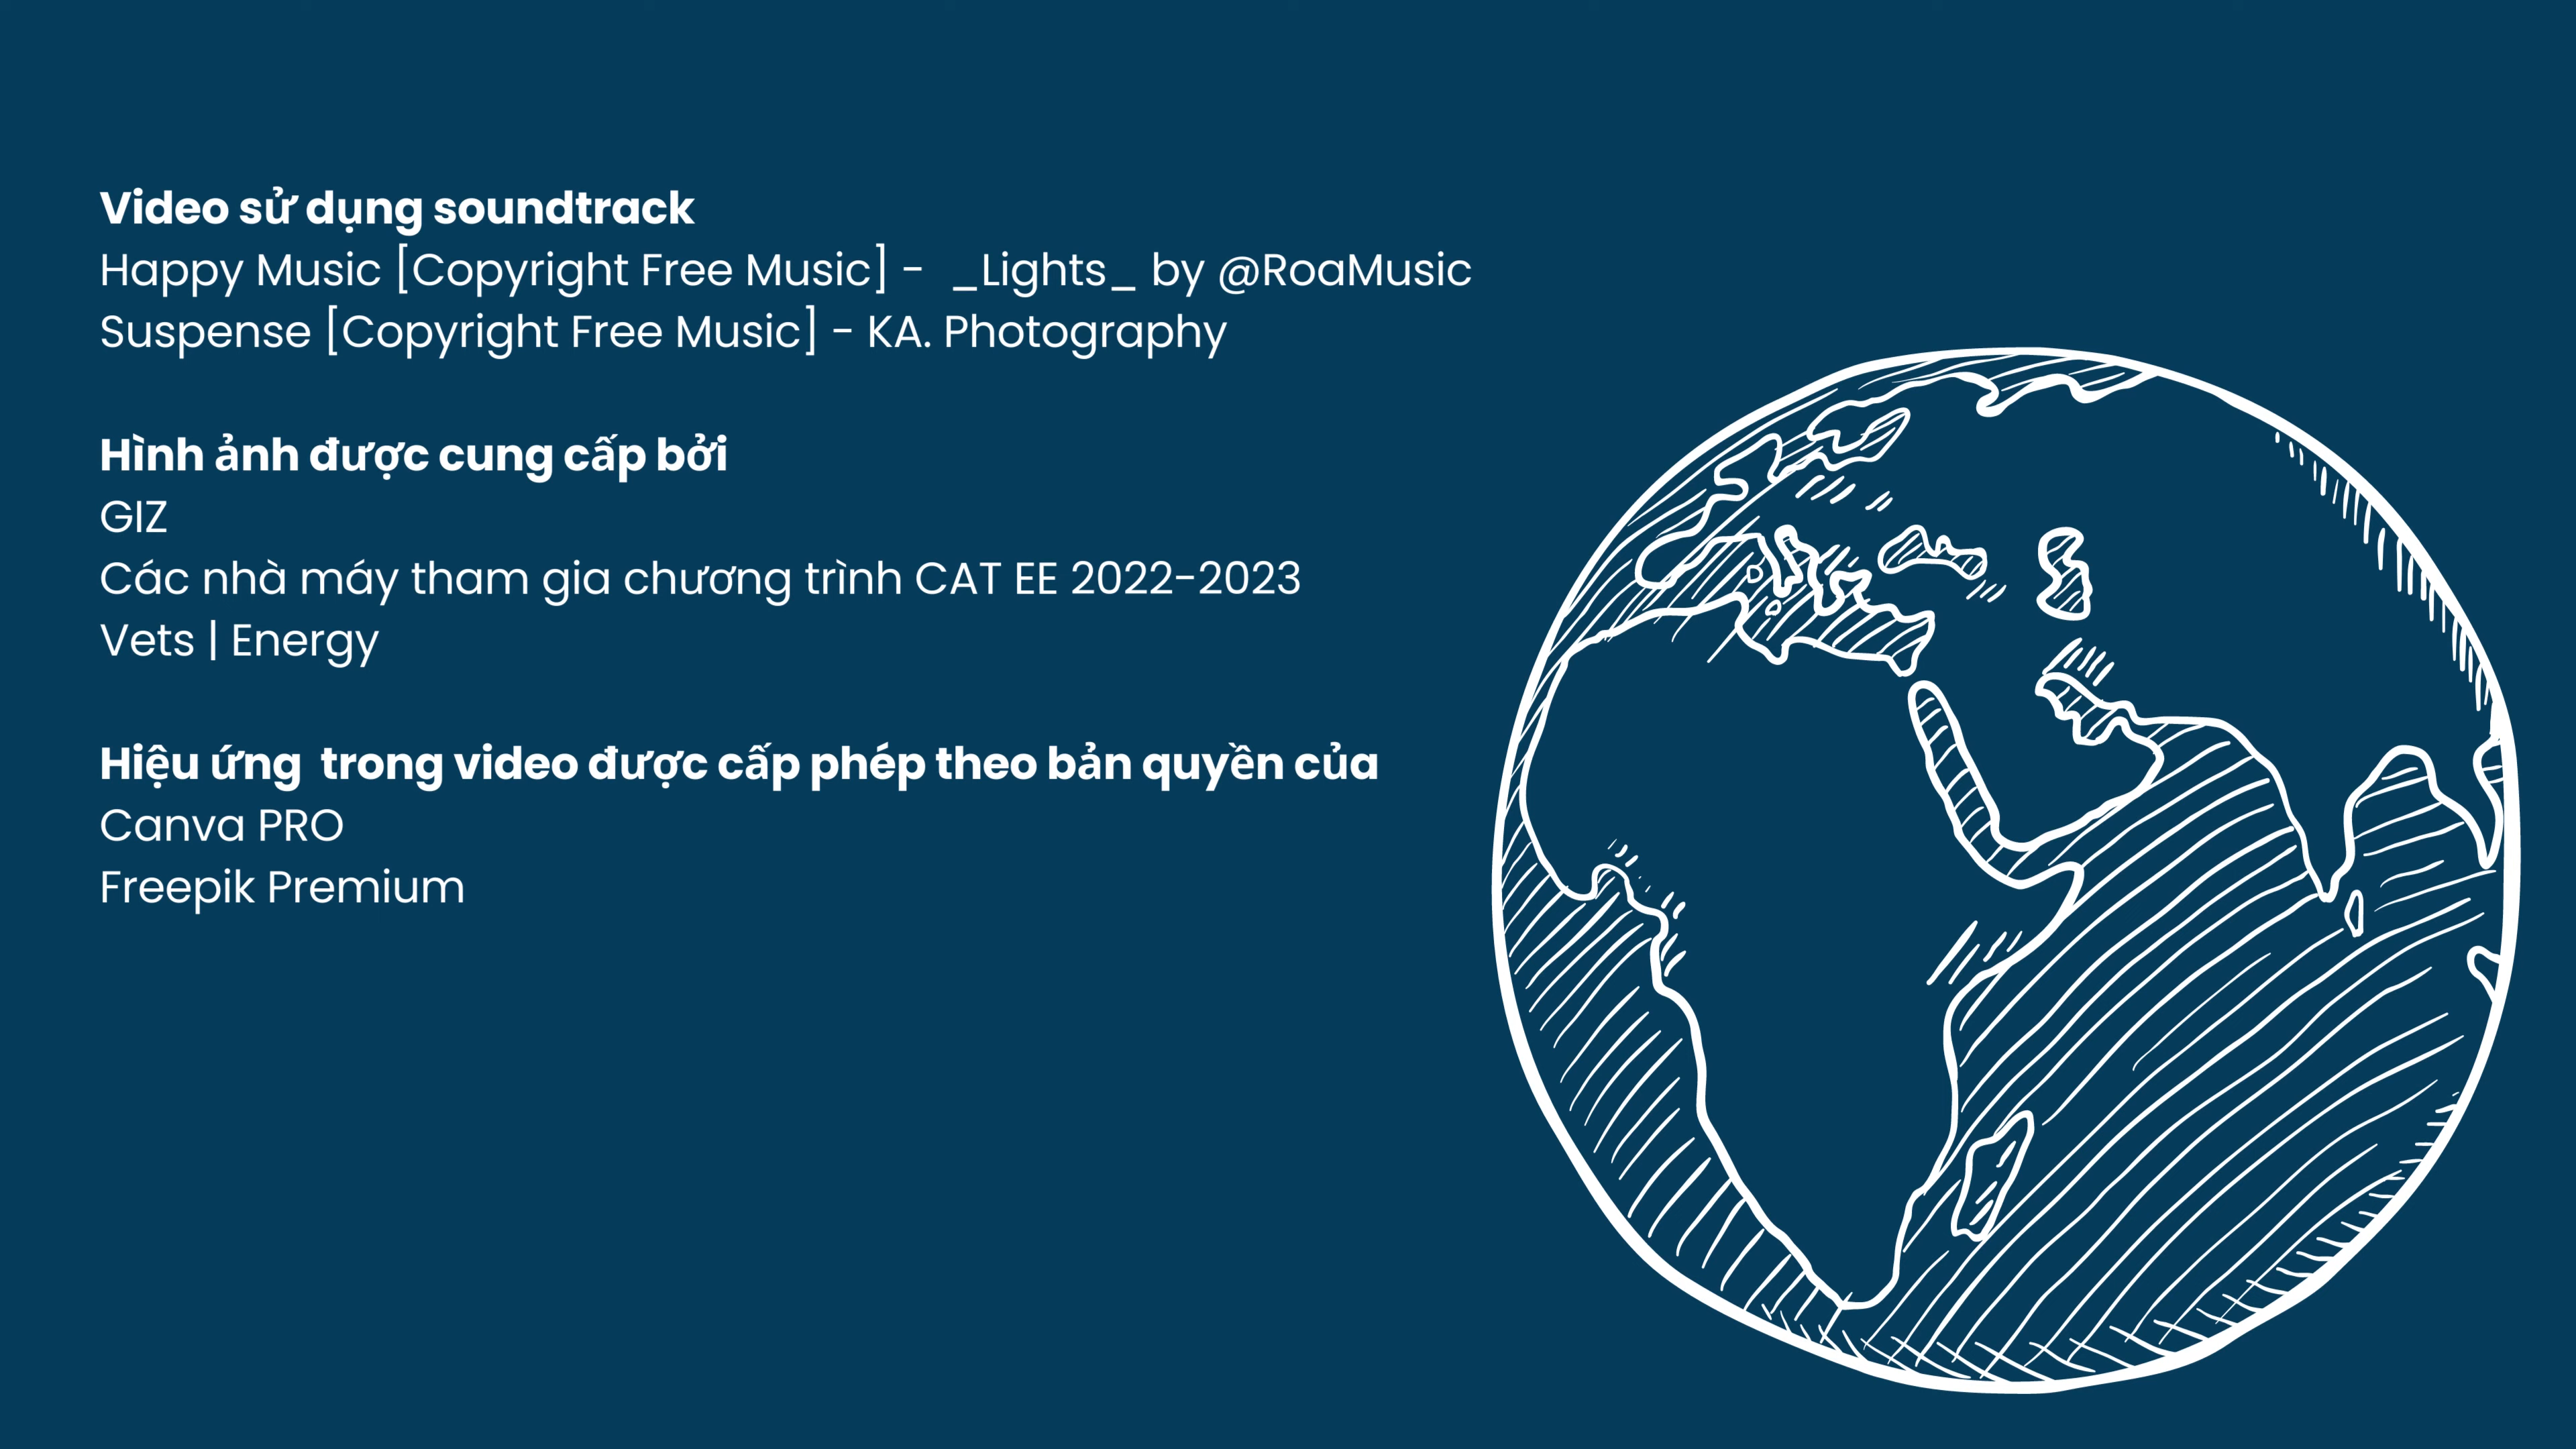 Video sử dụng soundtrack
Happy Music [Copyright Free Music] -  _Lights_ by @RoaMusic
Suspense [Copyright Free Music] - KA. Photography
Hình ảnh được cung cấp bởi
GIZ
Các nhà máy tham gia chương trình CAT EE 2022-2023
Vets | Energy
Hiệu ứng  trong video được cấp phép theo bản quyền của
Canva PRO
Freepik Premium